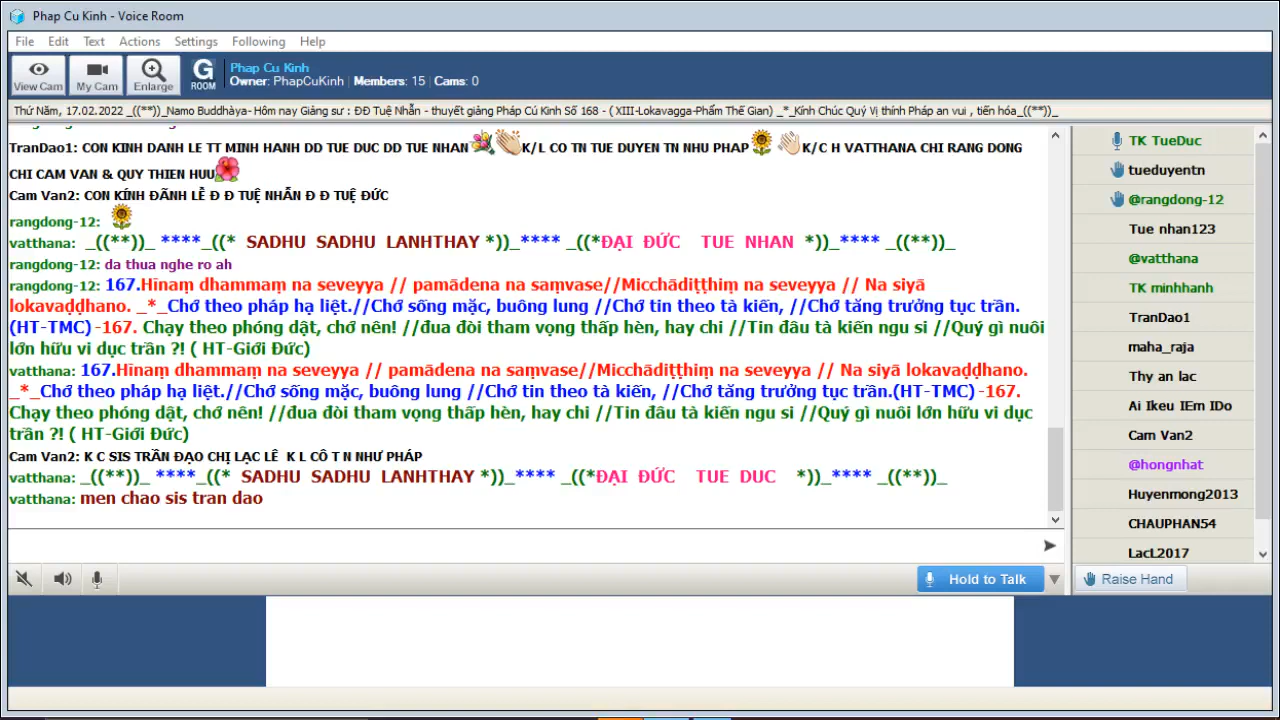 Phap Cu Kinh - Voice Room
File Edit Text Actions Settings Following Help
View Cam My Cam Enlarge G ROOM
Phap Cu Kinh
Owner: PhapCuKinh Members: 15 Cams: 0
Thứ Năm, 17.02.2022 _((**))_Namo Buddhàya- Hôm nay Giảng sư : ĐĐ Tuệ Nhẫn - thuyết giảng Pháp Cú Kinh Số 168 - ( XIII-Lokavagga-Phẩm Thế Gian) _*_Kính Chúc Quý Vị thính Pháp an vui , tiến hóa_((**))_
TranDao1: CON KINH DANH LE TT MINH HANH DD TUE DUC DD TUE NHAN K/L CO TN TUE DUYEN TN NHU PHAP K/C H VATTHANA CHI RANG DONG
CHI CAM VAN & QUY THIEN HUU
Cam Van2: CON KÍNH ĐÃNH LỄ Đ Đ TUỆ NHẪN Đ Đ TUỆ ĐỨC
rangdong-12:
vatthana: _((**))_ ****_((* SADHU SADHU LANHTHAY *))_**** _((*ĐẠI ĐỨC TUE NHAN *))_**** _((**))_
rangdong-12: da thua nghe ro ah
rangdong-12: 167.Hīnaṃ dhammaṃ na seveyya // pamādena na saṃvase//Micchādiṭṭhiṃ na seveyya // Na siyā
lokavaḍḍhano. _*_Chớ theo pháp hạ liệt.//Chớ sống mặc, buông lung //Chớ tin theo tà kiến, //Chớ tăng trưởng tục trần.
(HT-TMC) -167. Chạy theo phóng dật, chớ nên! //đua đòi tham vọng thấp hèn, hay chi //Tin đâu tà kiến ngu si //Quý gì nuôi
lớn hữu vi dục trần ?! ( HT-Giới Đức)
vatthana: 167.Hīnaṃ dhammaṃ na seveyya // pamādena na saṃvase//Micchādiṭṭhiṃ na seveyya // Na siyā lokavaḍḍhano.
_*_Chớ theo pháp hạ liệt.//Chớ sống mặc, buông lung //Chớ tin theo tà kiến, //Chớ tăng trưởng tục trần.(HT-TMC) -167.
Chạy theo phóng dật, chớ nên! //đua đòi tham vọng thấp hèn, hay chi //Tin đâu tà kiến ngu si //Quý gì nuôi lớn hữu vi dục
trần ?! ( HT-Giới Đức)
Cam Van2: K C SIS TRẦN ĐẠO CHỊ LẠC LÊ K L CÔ T N NHƯ PHÁP
vatthana: _((**))_ ****_((* SADHU SADHU LANHTHAY *))_**** _((*ĐẠI ĐỨC TUE DUC *))_**** _((**))_
vatthana: men chao sis tran dao
Hold to Talk
TK TueDuc
tueduyentn
@rangdong-12
Tue nhan123
@vatthana
TK minhhanh
TranDao1
maha_raja
Thy an lac
Ai Ikeu IEm IDo
Cam Van2
@hongnhat
Huyenmong2013
CHAUPHAN54
LacL2017
Raise Hand